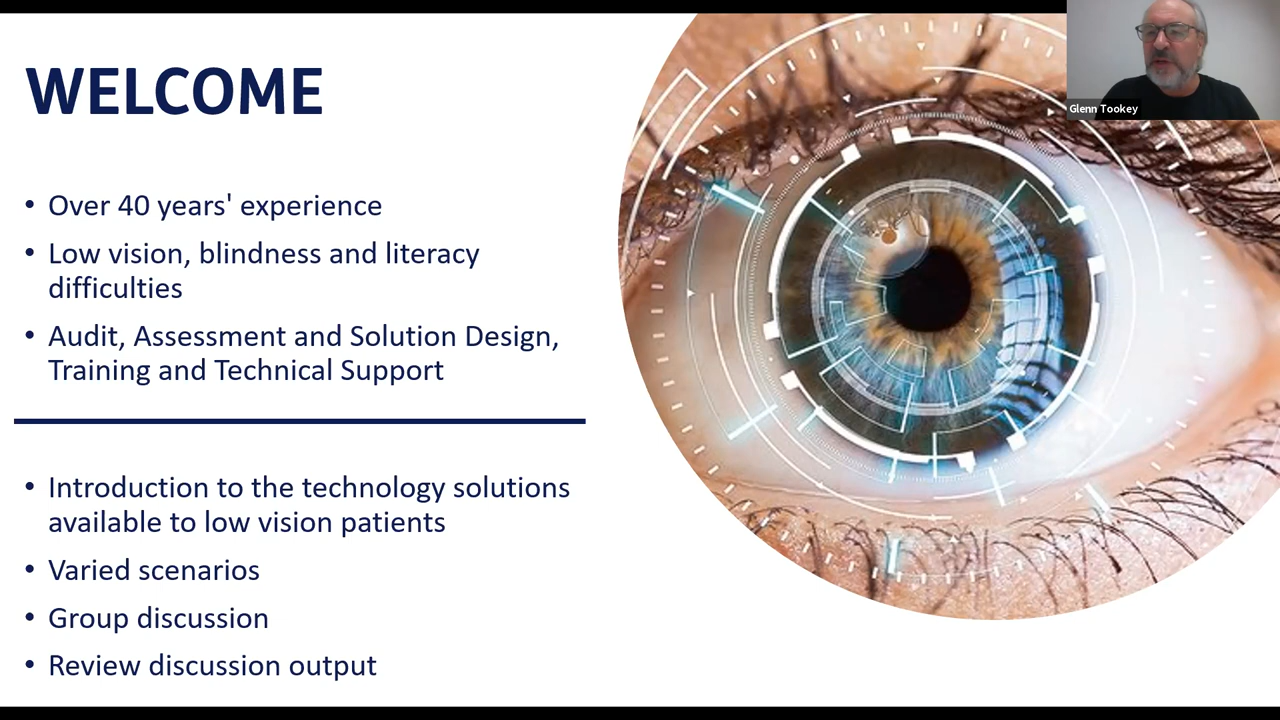 WELCOME
• Over 40 years' experience
• Low vision, blindness and literacy
difficulties
• Audit, Assessment and Solution Design,
Training and Technical Support
• Introduction to the technology solutions
available to low vision patients
• Varied scenarios
• Group discussion
• Review discussion output
Glenn Tookey